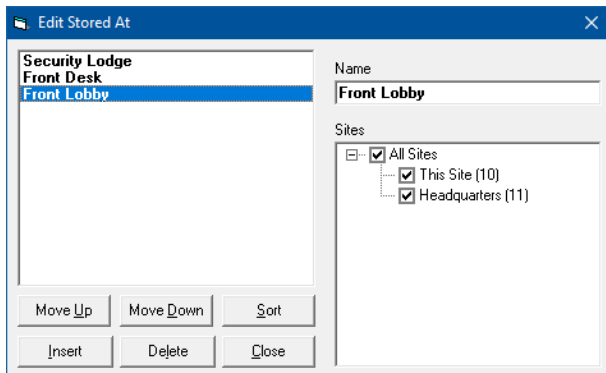 Edit Stored At
Security Lodge
Front Desk
Front Lobby
Move Up
Move Down
Sort
Insert
Delete
Close
Name
Front Lobby
Sites
All Sites
This Site (10)
Headquarters (11)